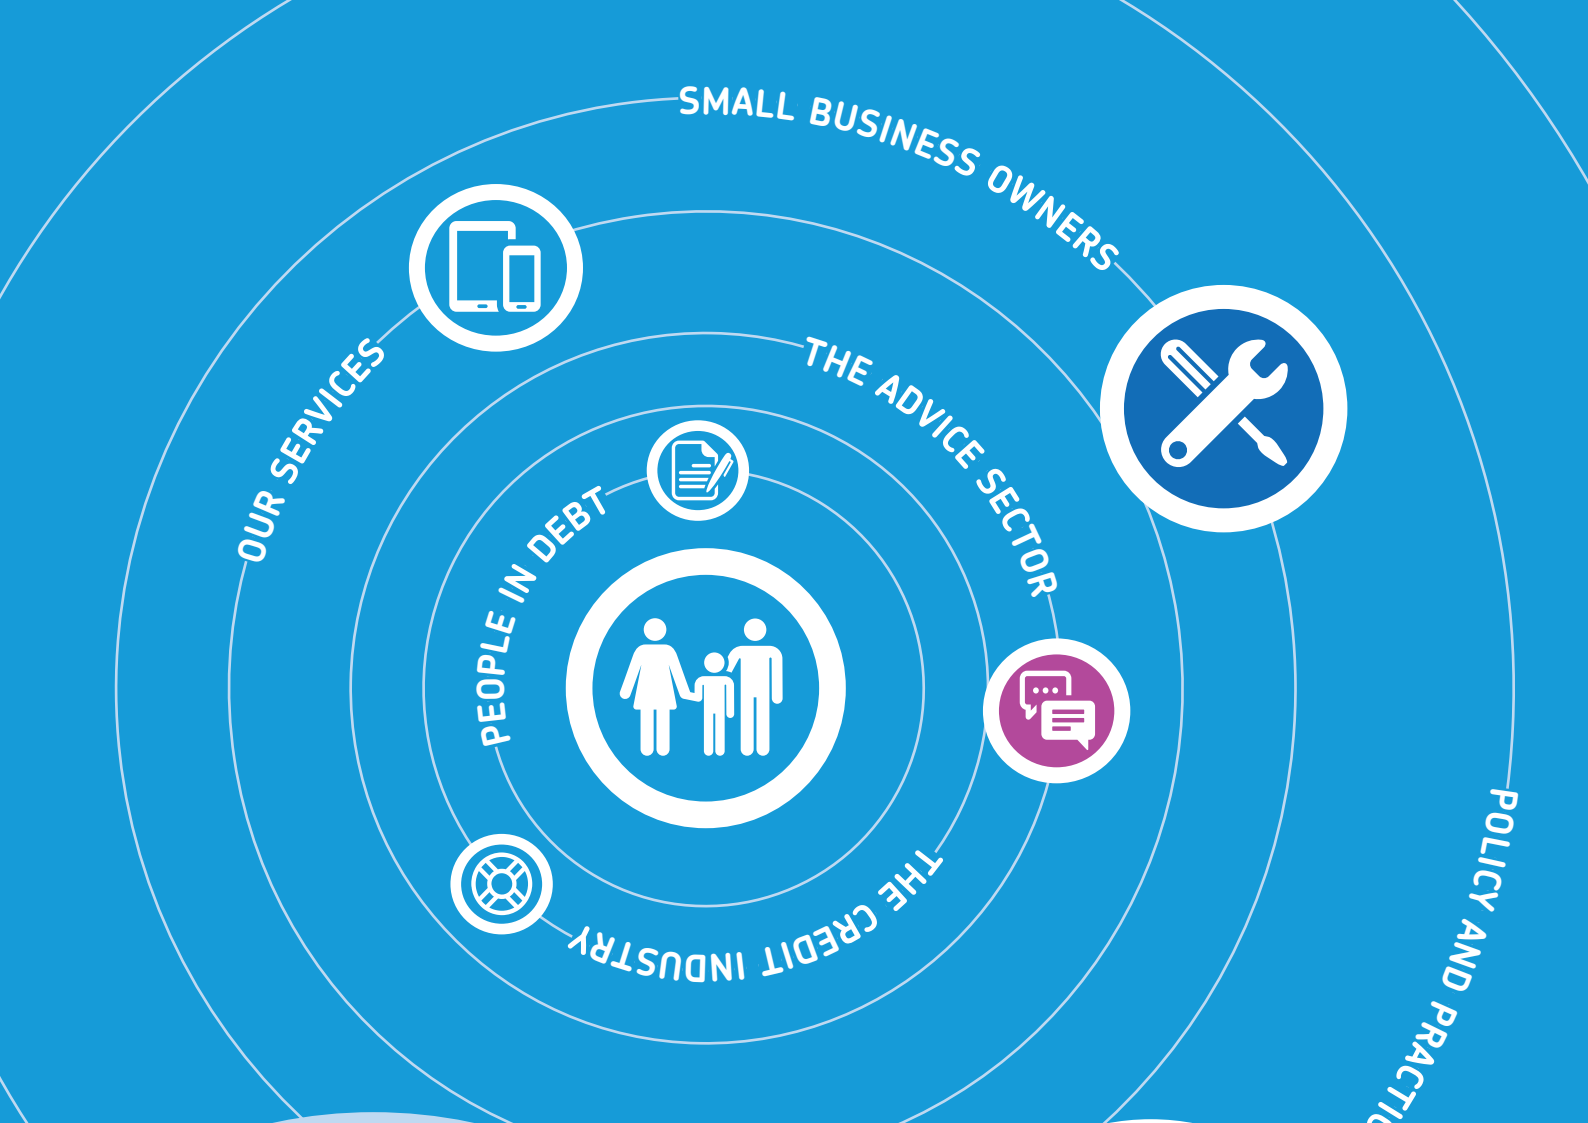 SMALL BUSINESS OWNERS
OUR SERVICES
THE ADVICE SECTOR
PEOPLE IN DEBT
THE CREDIT INDUSTRY
POLICY AND